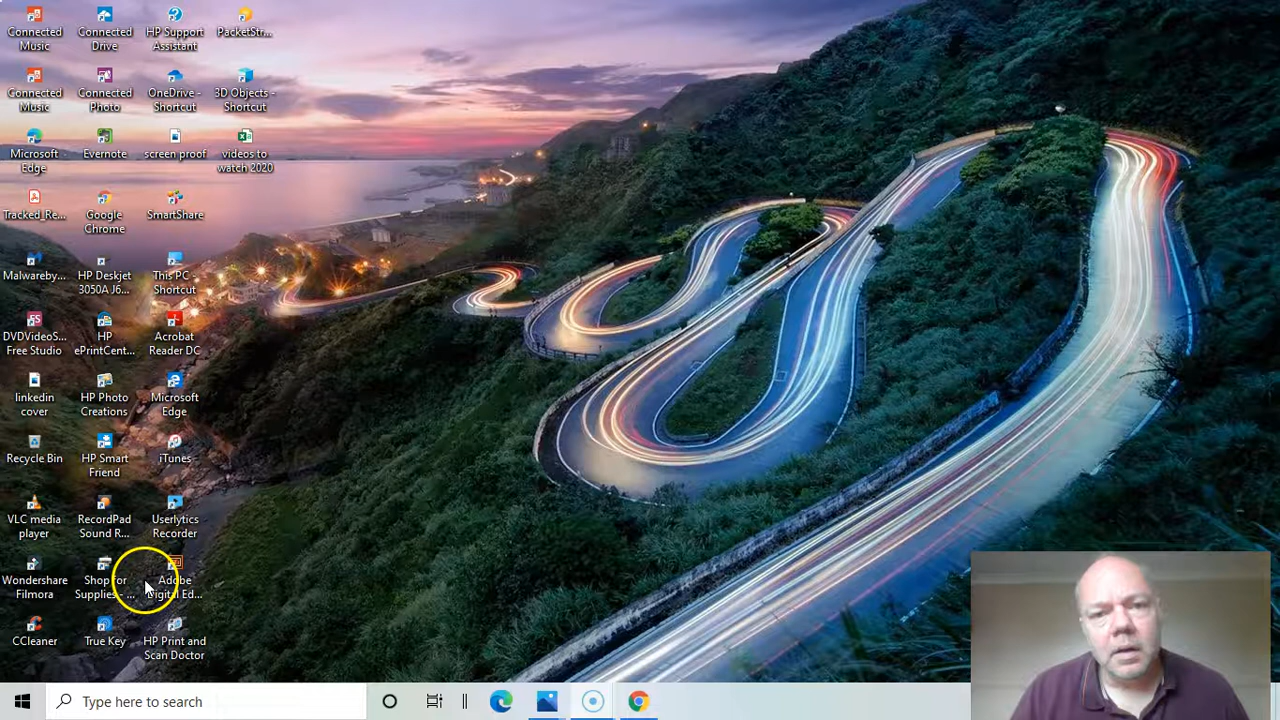 Connected
Music
Connected
Drive
HP Support
Assistant
PacketStr...
Connected
Music
Connected
Photo
OneDrive -
Shortcut
3D Objects -
Shortcut
Microsoft
Edge
Evernote
screen proof
videos to
watch 2020
Tracked_Re...
Google
Chrome
SmartShare
Malwareby...
HP Deskjet
3050A J6...
This PC -
Shortcut
DVDVideoS...
Free Studio
HP
ePrintCent...
Acrobat
Reader DC
linkedin
cover
HP Photo
Creations
Microsoft
Edge
Recycle Bin
HP Smart
Friend
iTunes
VLC media
player
RecordPad
Sound R...
Userlytics
Recorder
Wondershare
Filmora
Shop for
Supplies - ...
Adobe
Digital Ed...
CCleaner
True Key
HP Print and
Scan Doctor
Type here to search